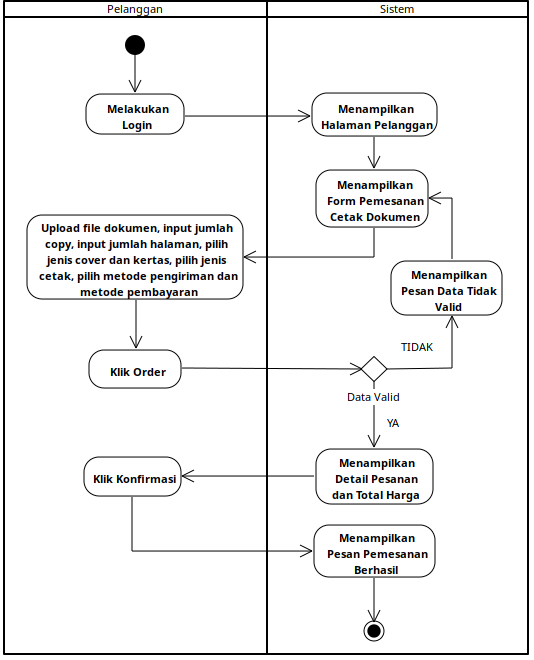 Pelanggan
Sistem
Melakukan
Login
Menampilkan
Halaman Pelanggan
Menampilkan
Form Pemesanan
Cetak Dokumen
Upload file dokumen, input jumlah
copy, input jumlah halaman, pilih
jenis cover dan kertas, pilih jenis
cetak, pilih metode pengiriman dan
metode pembayaran
Menampilkan
Pesan Data Tidak
Valid
TIDAK
Klik Order
Data Valid
YA
Menampilkan
Detail Pesanan
dan Total Harga
Klik Konfirmasi
Menampilkan
Pesan Pemesanan
Berhasil